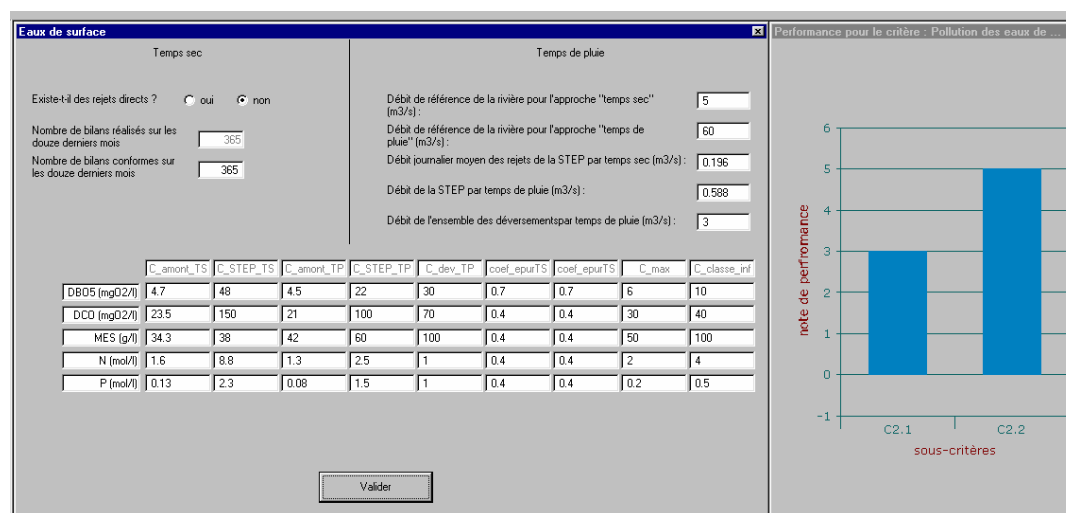 Eaux de surface
Temps sec
Temps de pluie
Existe-t-il des rejets directs ? oui non
Nombre de bilans réalisés sur les
douze derniers mois 365
Nombre de bilans conformes sur
les douze derniers mois 365
Débit de référence de la rivière pour l'approche "temps sec"
(m3/s) : 5
Débit de référence de la rivière pour l'approche "temps de
pluie" (m3/s) : 60
Débit journalier moyen des rejets de la STEP par temps sec (m3/s) : 0.196
Débit de la STEP par temps de pluie (m3/s) : 0.588
Débit de l'ensemble des déversementspar temps de pluie (m3/s) : 3
C_amont_TS C_STEP_TS C_amont_TP C_STEP_TP C_dev_TP coef_epurTS coef_epurTS C_max C_classe_inf
DBO5 (mgO2/l) 4.7 48 4.5 22 30 0.7 0.7 6 10
DCO (mgO2/l) 23.5 150 21 100 70 0.4 0.4 30 40
MES (g/l) 34.3 38 42 60 100 0.4 0.4 50 100
N (mol/l) 1.6 8.8 1.3 2.5 1 0.4 0.4 2 4
P (mol/l) 0.13 2.3 0.08 1.5 1 0.4 0.4 0.2 0.5
Valider
Performance pour le critère : Pollution des eaux de ...
note de perfromance
6
5
4
3
2
1
0
-1
C2.1 C2.2
sous-critères